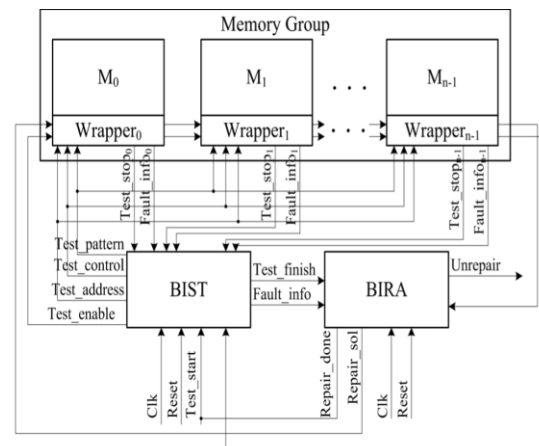 Memory Group
M0 M1 . . . Mn-1
Wrapper0 Wrapper1 . . . Wrappern-1
Test_stop0 Fault_info0 Test_stop1 Fault_info1 Test_stopn-1 Fault_infon-1
Test_pattern
Test_control
Test_address
Test_enable
BIST
Test_finish
Fault_info
BIRA
Unrepair
Clk Reset Test_start
Repair_done Repair_sol
Clk Reset